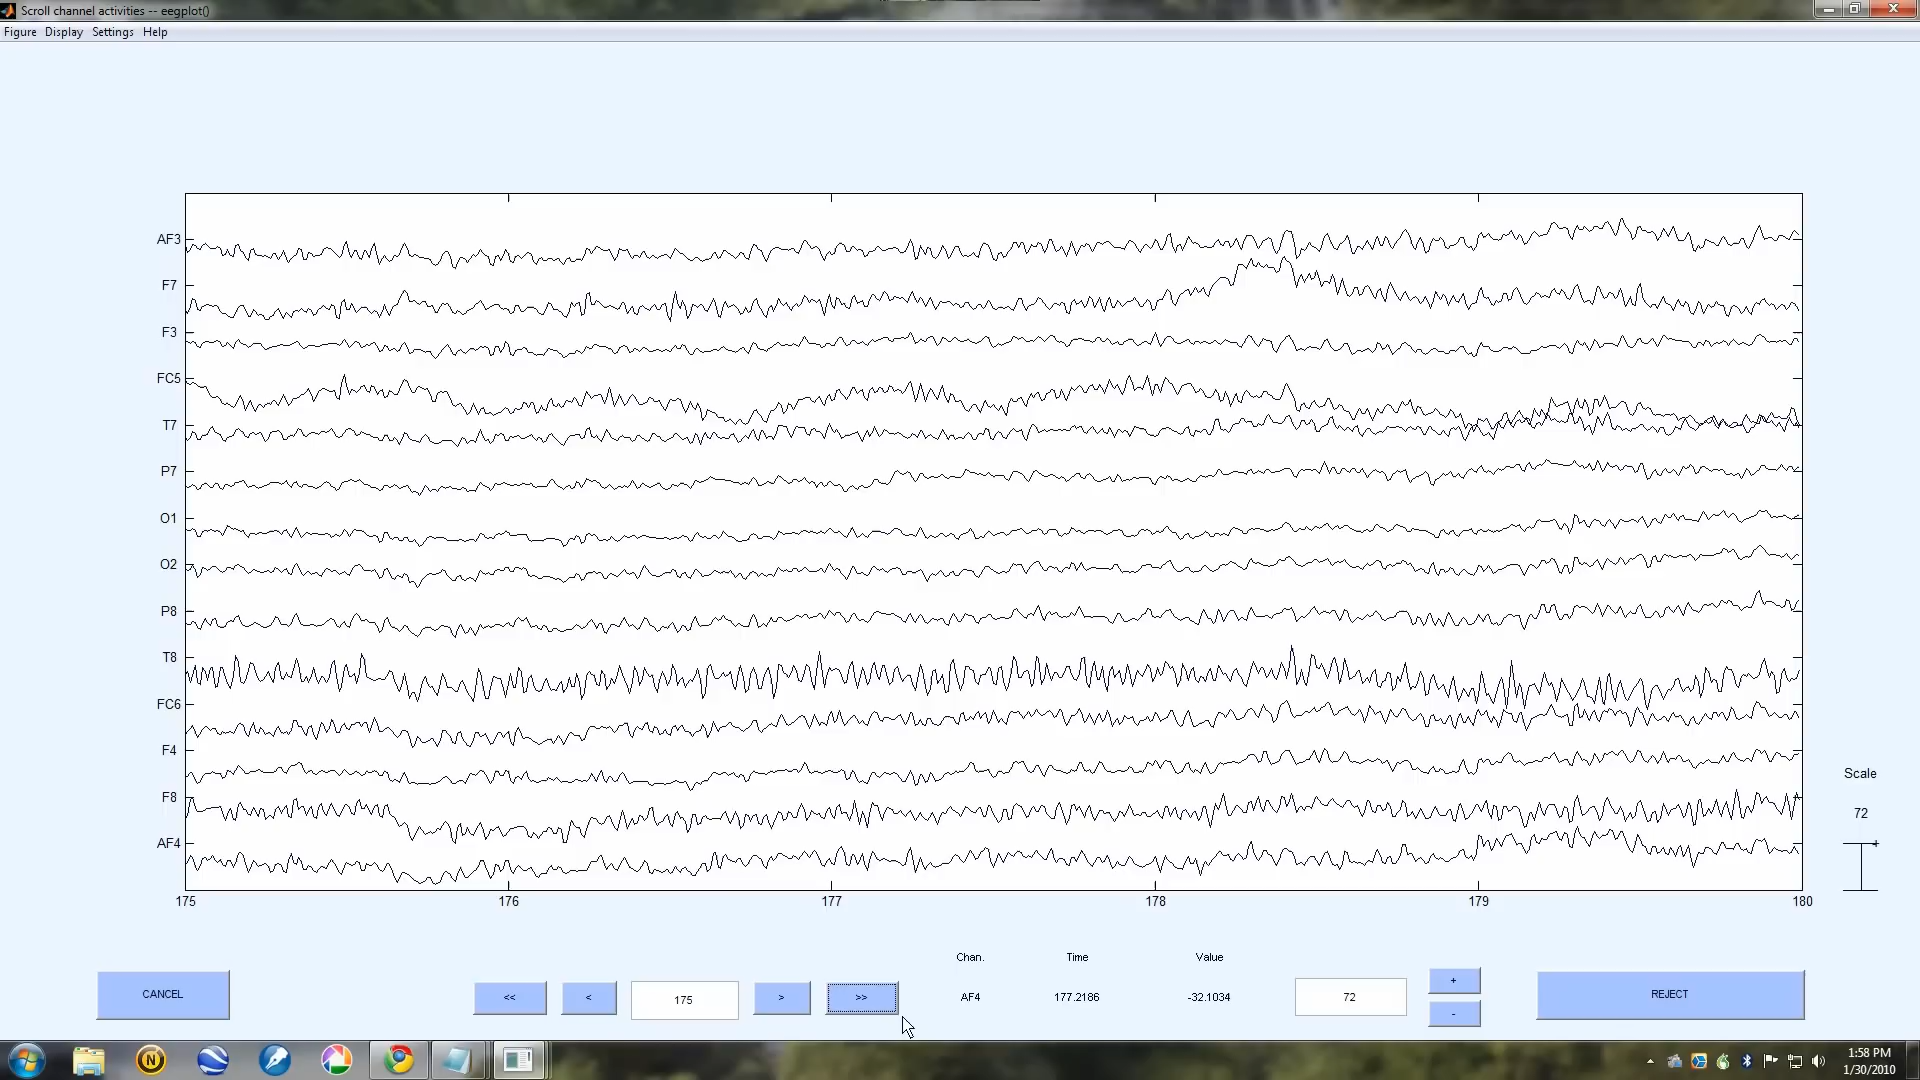 Scroll channel activities -- eegplot()
Figure Display Settings Help
AF3
F7
F3
FC5
T7
P7
O1
O2
P8
T8
FC6
F4
F8
AF4
175 176 177 178 179 180
Scale
72
+
Chan. Time Value
CANCEL << < 175 > >> AF4 177.2186 -32.1034 72 + - REJECT
1:58 PM
1/30/2010